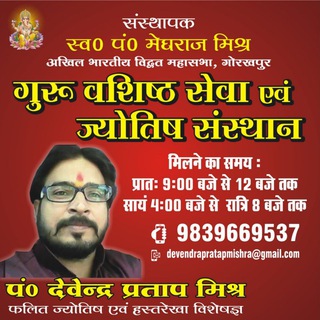 संस्थापक
स्व0 पं0 मेघराज मिश्र
अखिल भारतीय विद्वत महासभा, गोरखपुर
गुरू वशिष्ठ सेवा एवं
ज्योतिष संस्थान
मिलने का समय :
प्रातः 9:00 बजे से 12 बजे तक
सायं 4:00 बजे से रात्रि 8 बजे तक
9839669537
devendrapratapmishra@gmail.com
पं0 देवेन्द्र प्रताप मिश्र
फलित ज्योतिष एवं हस्तरेखा विशेषज्ञ